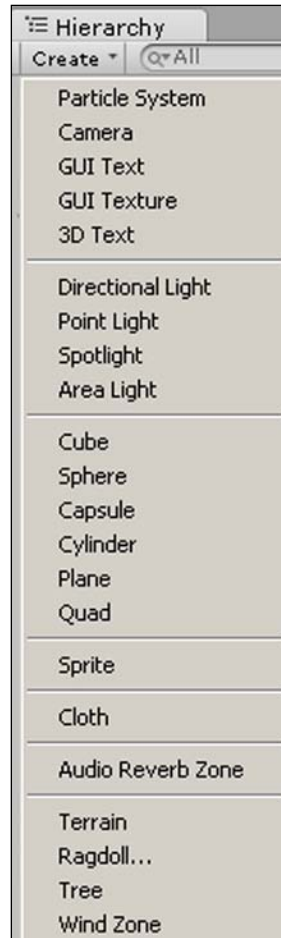 Hierarchy
Create All
Particle System
Camera
GUI Text
GUI Texture
3D Text
Directional Light
Point Light
Spotlight
Area Light
Cube
Sphere
Capsule
Cylinder
Plane
Quad
Sprite
Cloth
Audio Reverb Zone
Terrain
Ragdoll...
Tree
Wind Zone